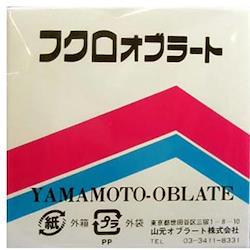 フクロオブラート
YAMAMOTO-OBLATE
紙 外箱 プラ 外袋
PP
東京都世田谷区三宿1-8-10
山元オブラート株式会社
TEL 03-3411-8331